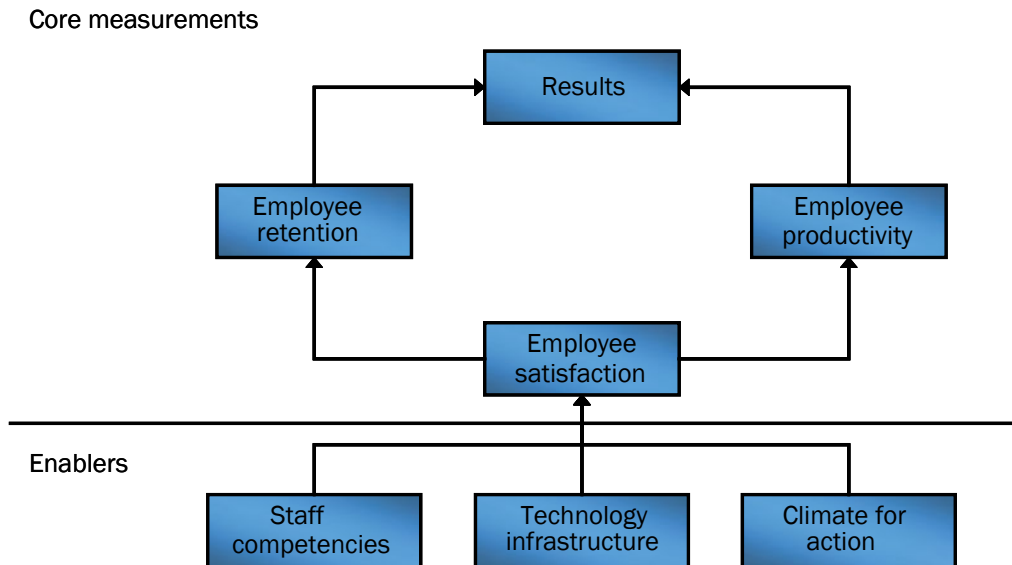 Core measurements
Results
Employee
retention
Employee
productivity
Employee
satisfaction
Enablers
Staff
competencies
Technology
infrastructure
Climate for
action